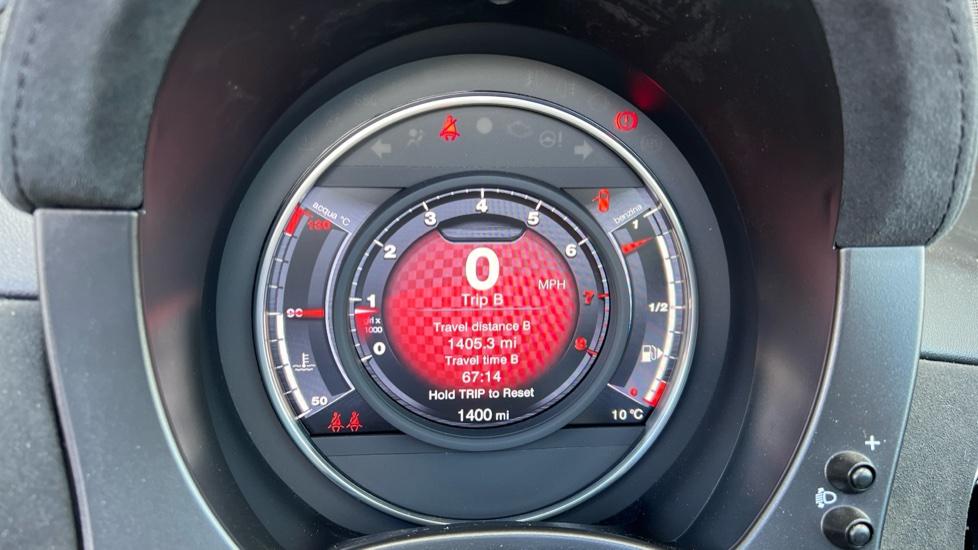 acqua °C
130
90
50
benzina
1
1/2
0
4
3
5
2
6
1
7
0
8
0
MPH
Trip B
Travel distance B
1405.3 mi
Travel time B
67:14
Hold TRIP to Reset
1400 mi
x
1000
10 °C
+